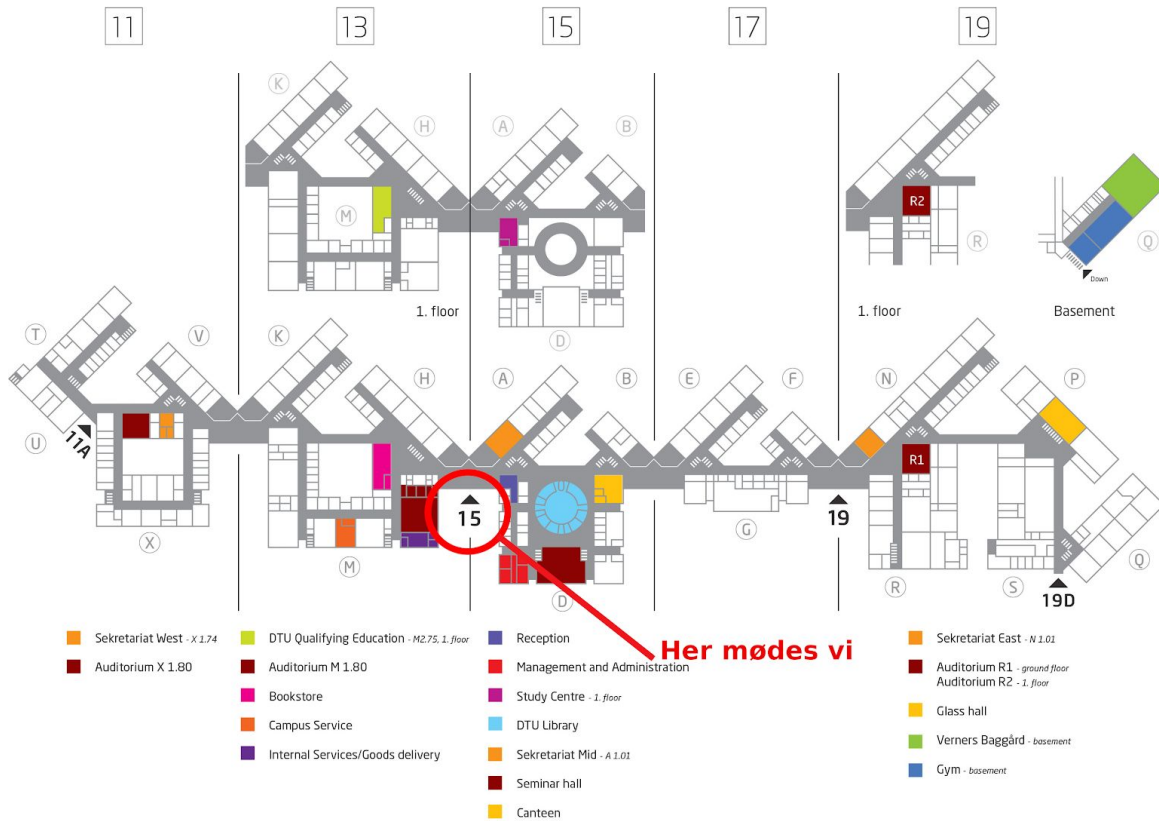 11
13
15
17
19
K
H
A
B
M
R2
R
Q
Down
1. floor
D
1. floor
Basement
T
V
K
H
A
B
E
F
N
P
U
11A
R1
15
19
X
M
D
G
R
S
Q
19D
Her mødes vi
Sekretariat West - X 1.74
Auditorium X 1.80
DTU Qualifying Education - M2.75, 1. floor
Auditorium M 1.80
Bookstore
Campus Service
Internal Services/Goods delivery
Reception
Management and Administration
Study Centre - 1. floor
DTU Library
Sekretariat Mid - A 1.01
Seminar hall
Canteen
Sekretariat East - N 1.01
Auditorium R1 - ground floor
Auditorium R2 - 1. floor
Glass hall
Verners Baggård - basement
Gym - basement